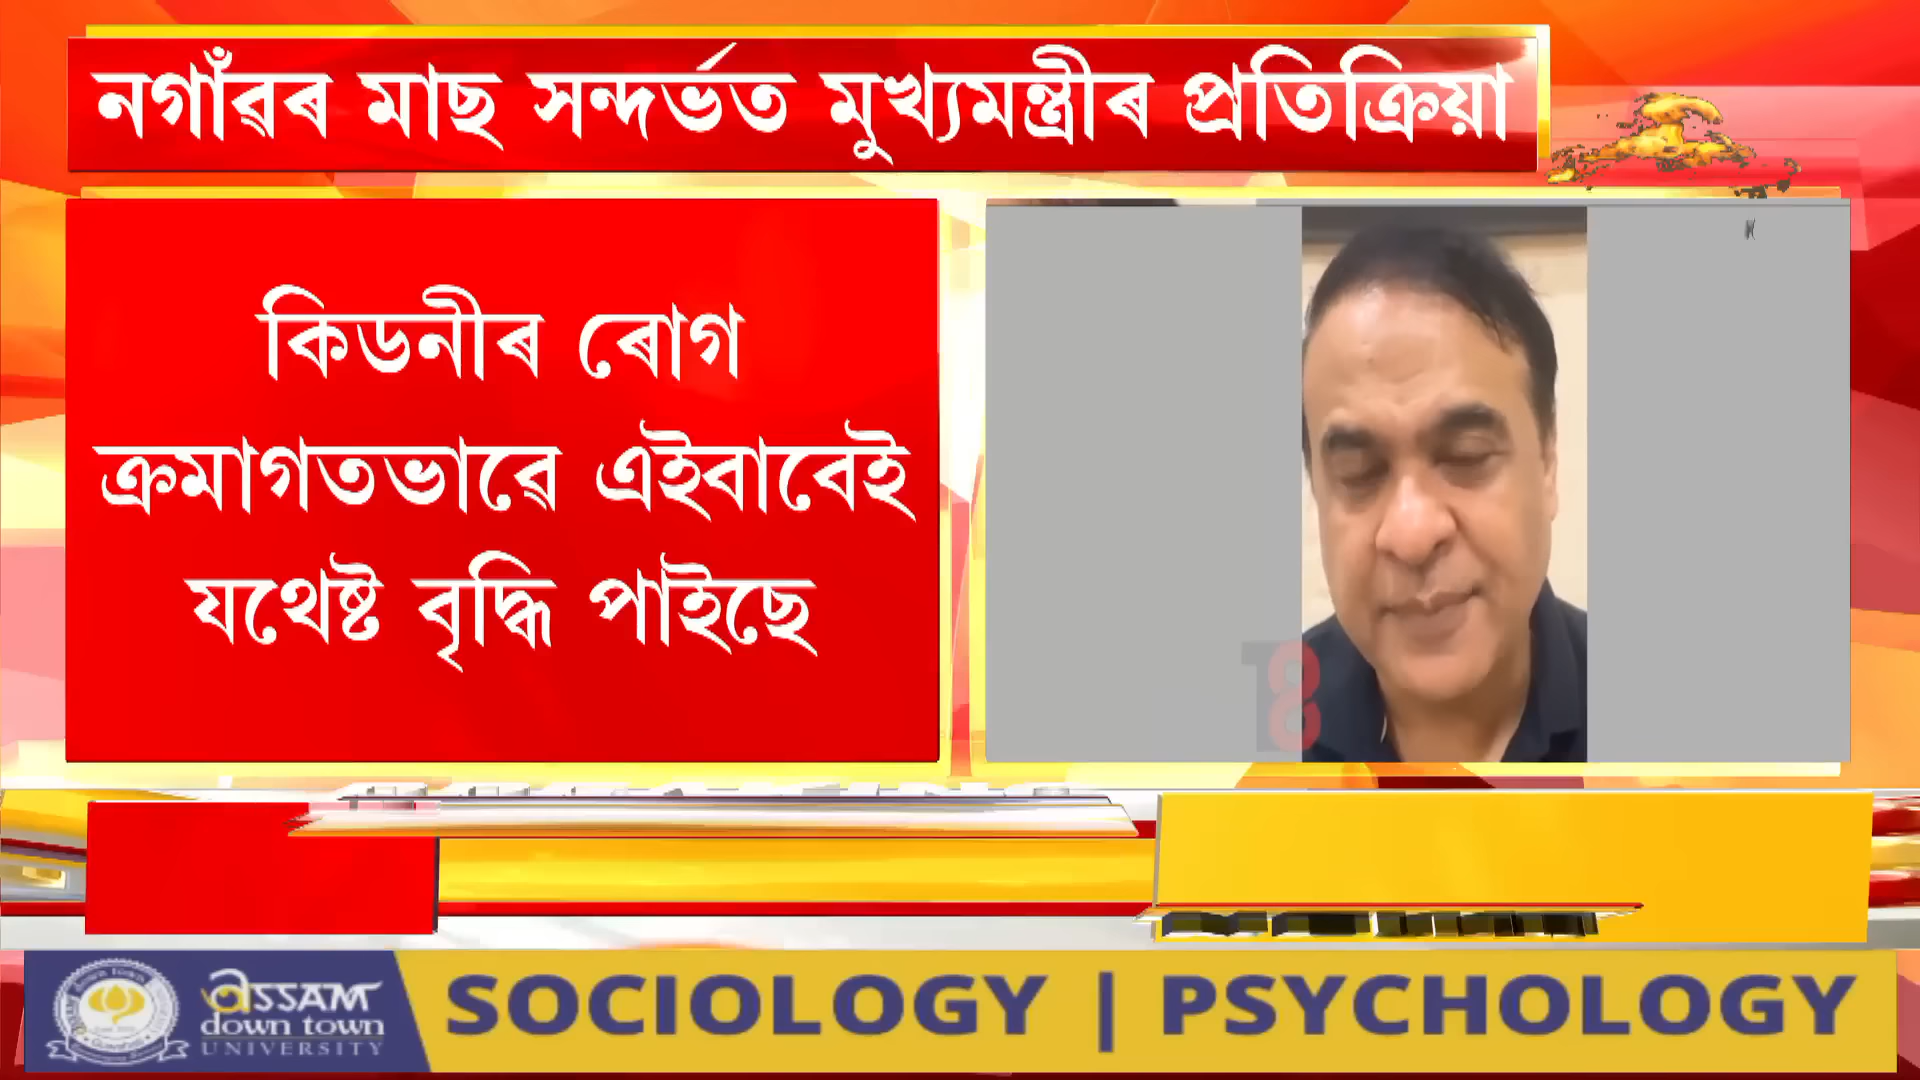 নগাঁৱৰ মাছ সন্দৰ্ভত মুখ্যমন্ত্ৰীৰ প্ৰতিক্ৰিয়া
কিডনীৰ ৰোগ
ক্ৰমাগতভাৱে এইবাবেই
যথেষ্ট বৃদ্ধি পাইছে
assam
down town
UNIVERSITY
SOCIOLOGY | PSYCHOLOGY